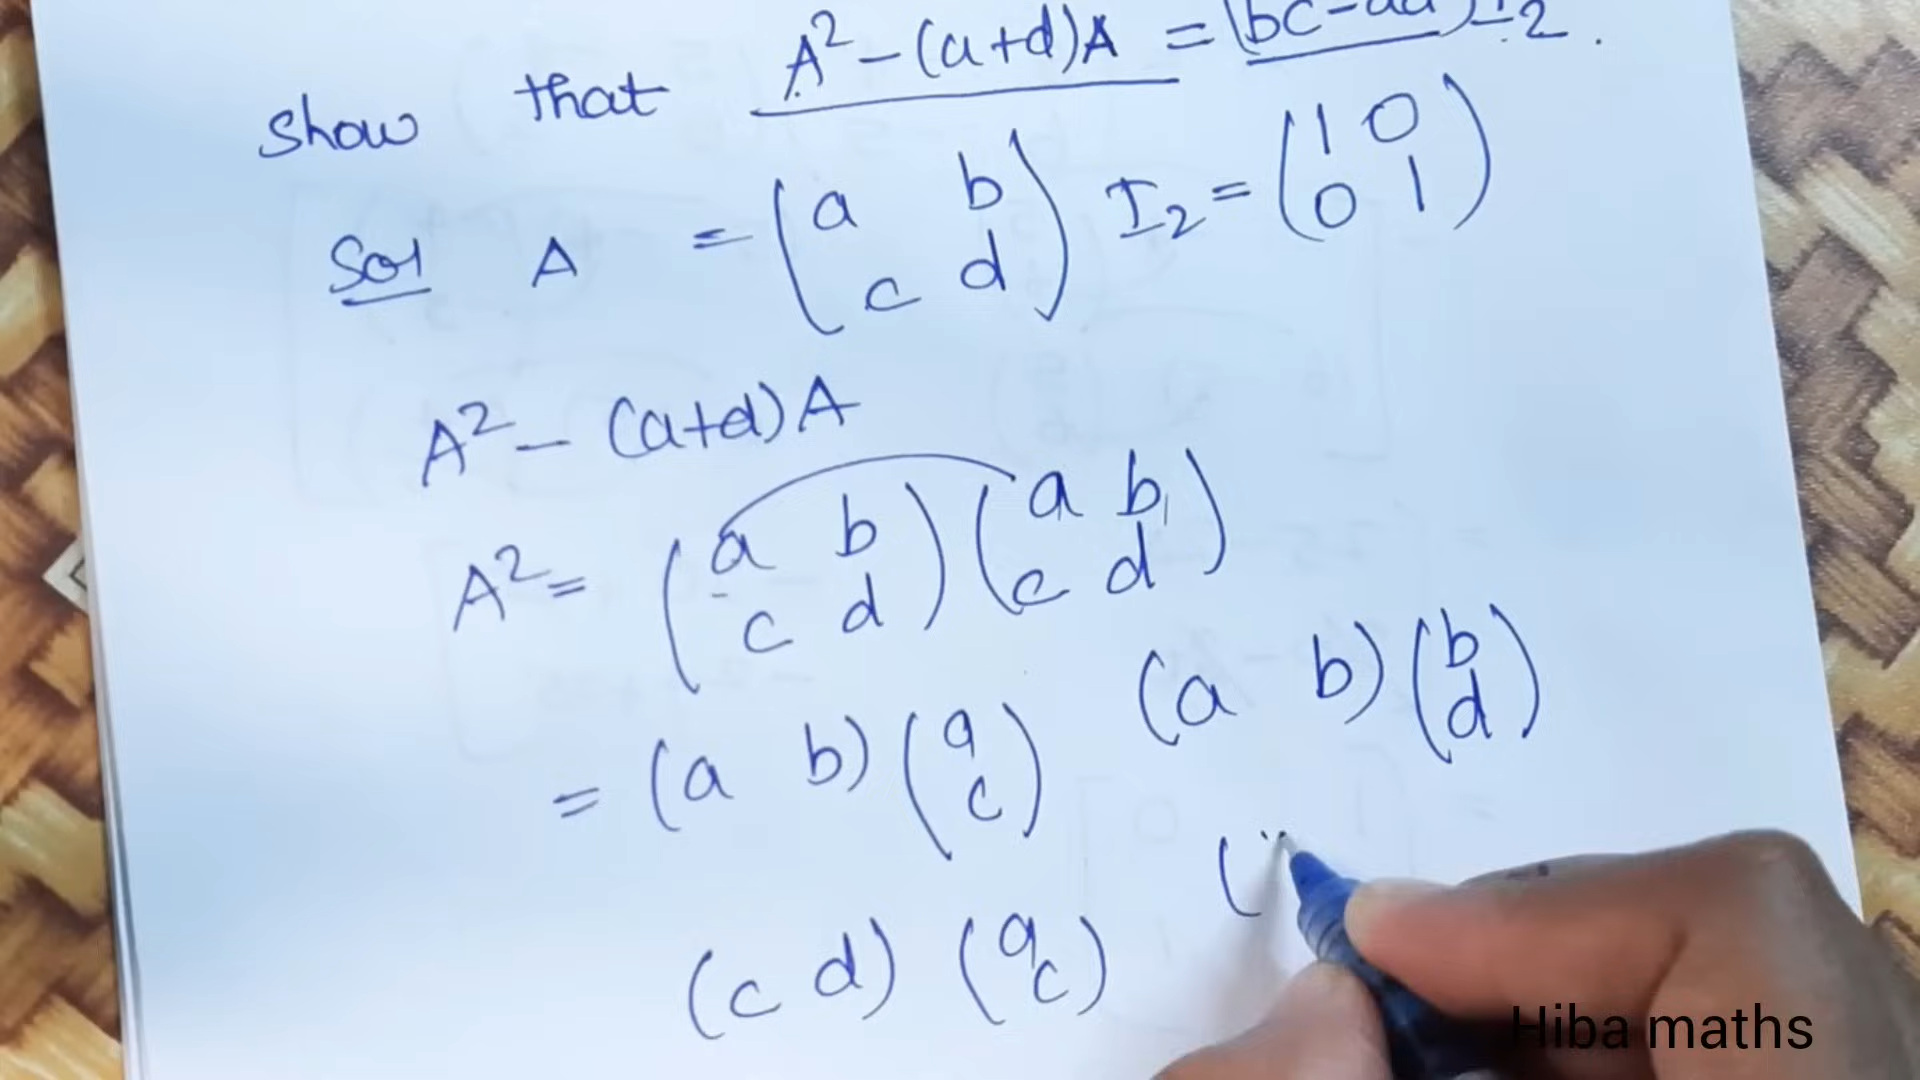 A² - (a+d)A = (bc-ad)I₂.
Show that
Sol A = (a b c d) I₂ = (1 0 0 1)
A² - (a+d)A
A² = (a b c d) (a b c d)
= (a b) (a c) (a b) (b d)
(c d) (a c) (
Hiba maths